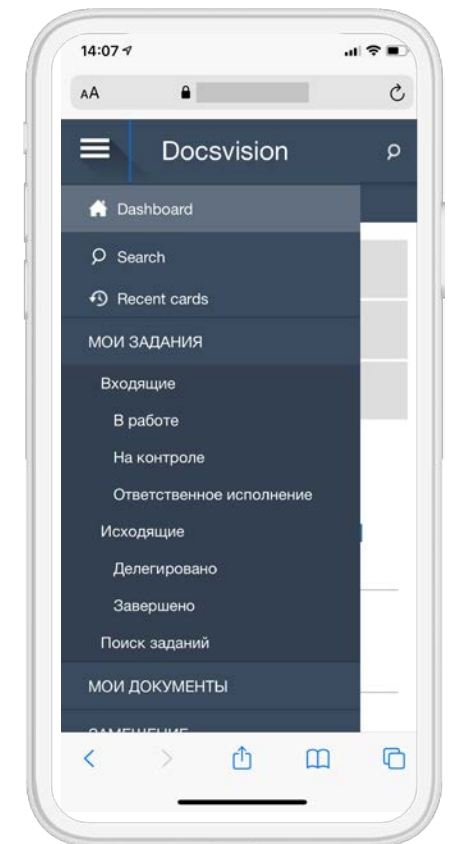 14:07
AA
Docsvision
Dashboard
Search
Recent cards
МОИ ЗАДАНИЯ
Входящие
В работе
На контроле
Ответственное исполнение
Исходящие
Делегировано
Завершено
Поиск заданий
МОИ ДОКУМЕНТЫ
ЗАМЕЩЕНИЕ